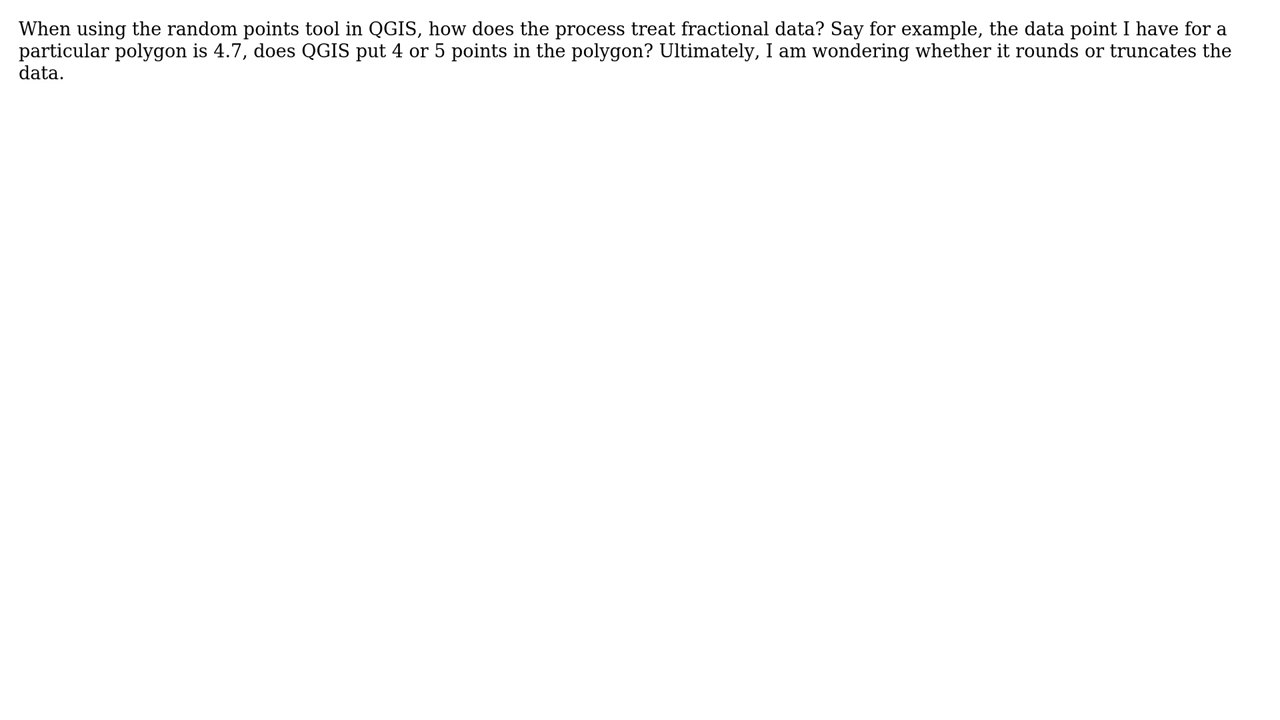 When using the random points tool in QGIS, how does the process treat fractional data? Say for example, the data point I have for a
particular polygon is 4.7, does QGIS put 4 or 5 points in the polygon? Ultimately, I am wondering whether it rounds or truncates the
data.